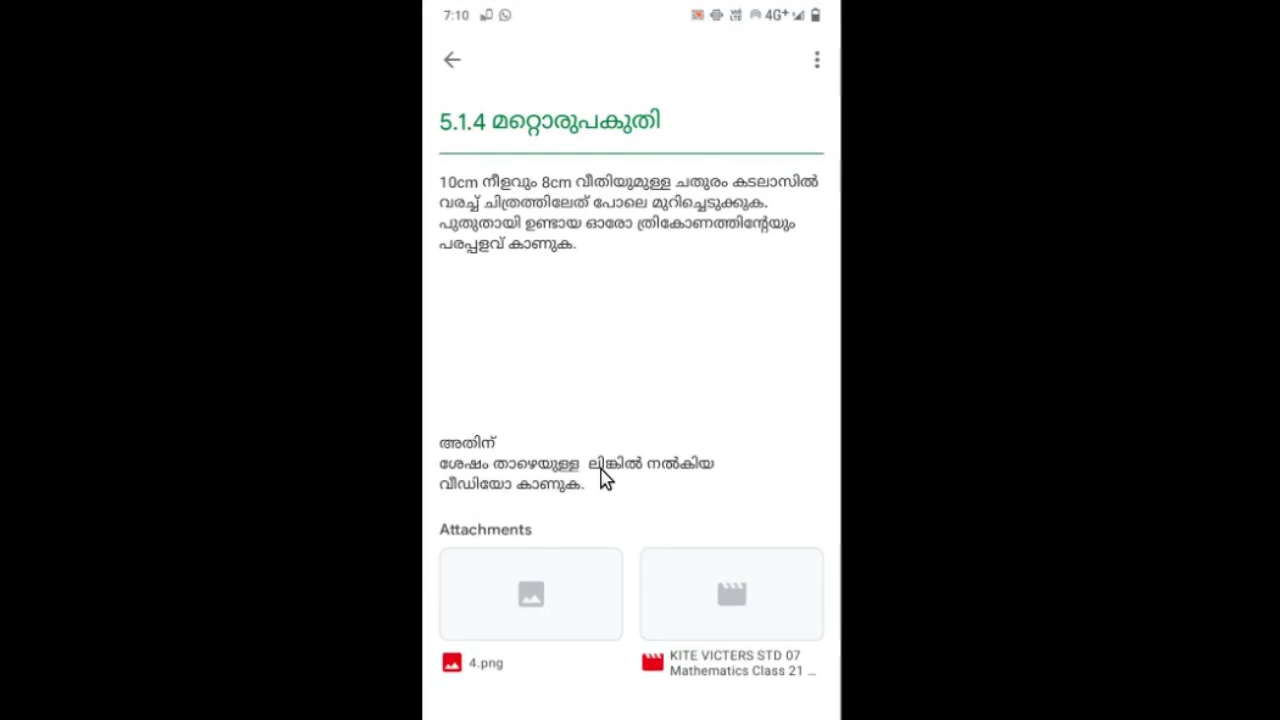 7:10
4G+
5.1.4 മറ്റൊരുപകുതി
10cm നീളവും 8cm വീതിയുമുള്ള ചതുരം കടലാസിൽ
വരച്ച് ചിത്രത്തിലേത് പോലെ മുറിച്ചെടുക്കുക.
പുതുതായി ഉണ്ടായ ഓരോ ത്രികോണത്തിന്റേയും
പരപ്പളവ് കാണുക.
അതിന്
ശേഷം താഴെയുള്ള ലിങ്കിൽ നൽകിയ
വീഡിയോ കാണുക.
Attachments
4.png
KITE VICTERS STD 07
Mathematics Class 21 ...